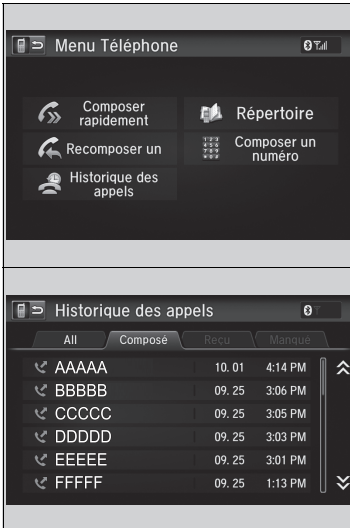 Menu Téléphone
Composer
rapidement
Répertoire
Recomposer un
Composer un
numéro
Historique des
appels
Historique des appels
All Composé Reçu Manqué
AAAAA 10. 01 4:14 PM
BBBBB 09. 25 3:06 PM
CCCCC 09. 25 3:05 PM
DDDDD 09. 25 3:03 PM
EEEEE 09. 25 3:01 PM
FFFFF 09. 25 1:13 PM